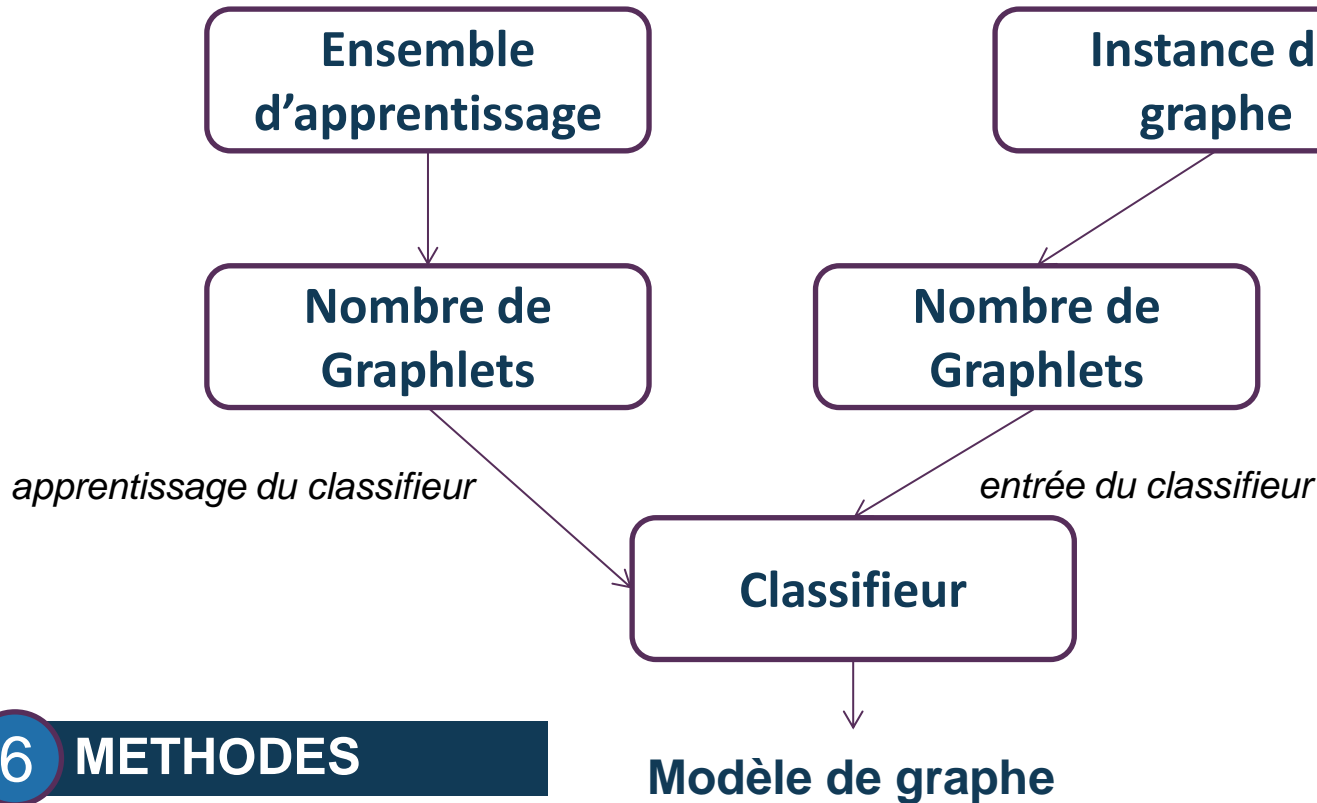 Ensemble
d'apprentissage
Instance d
graphe
Nombre de
Graphlets
Nombre de
Graphlets
apprentissage du classifieur
entrée du classifieur
Classifieur
6 METHODES
Modèle de graphe